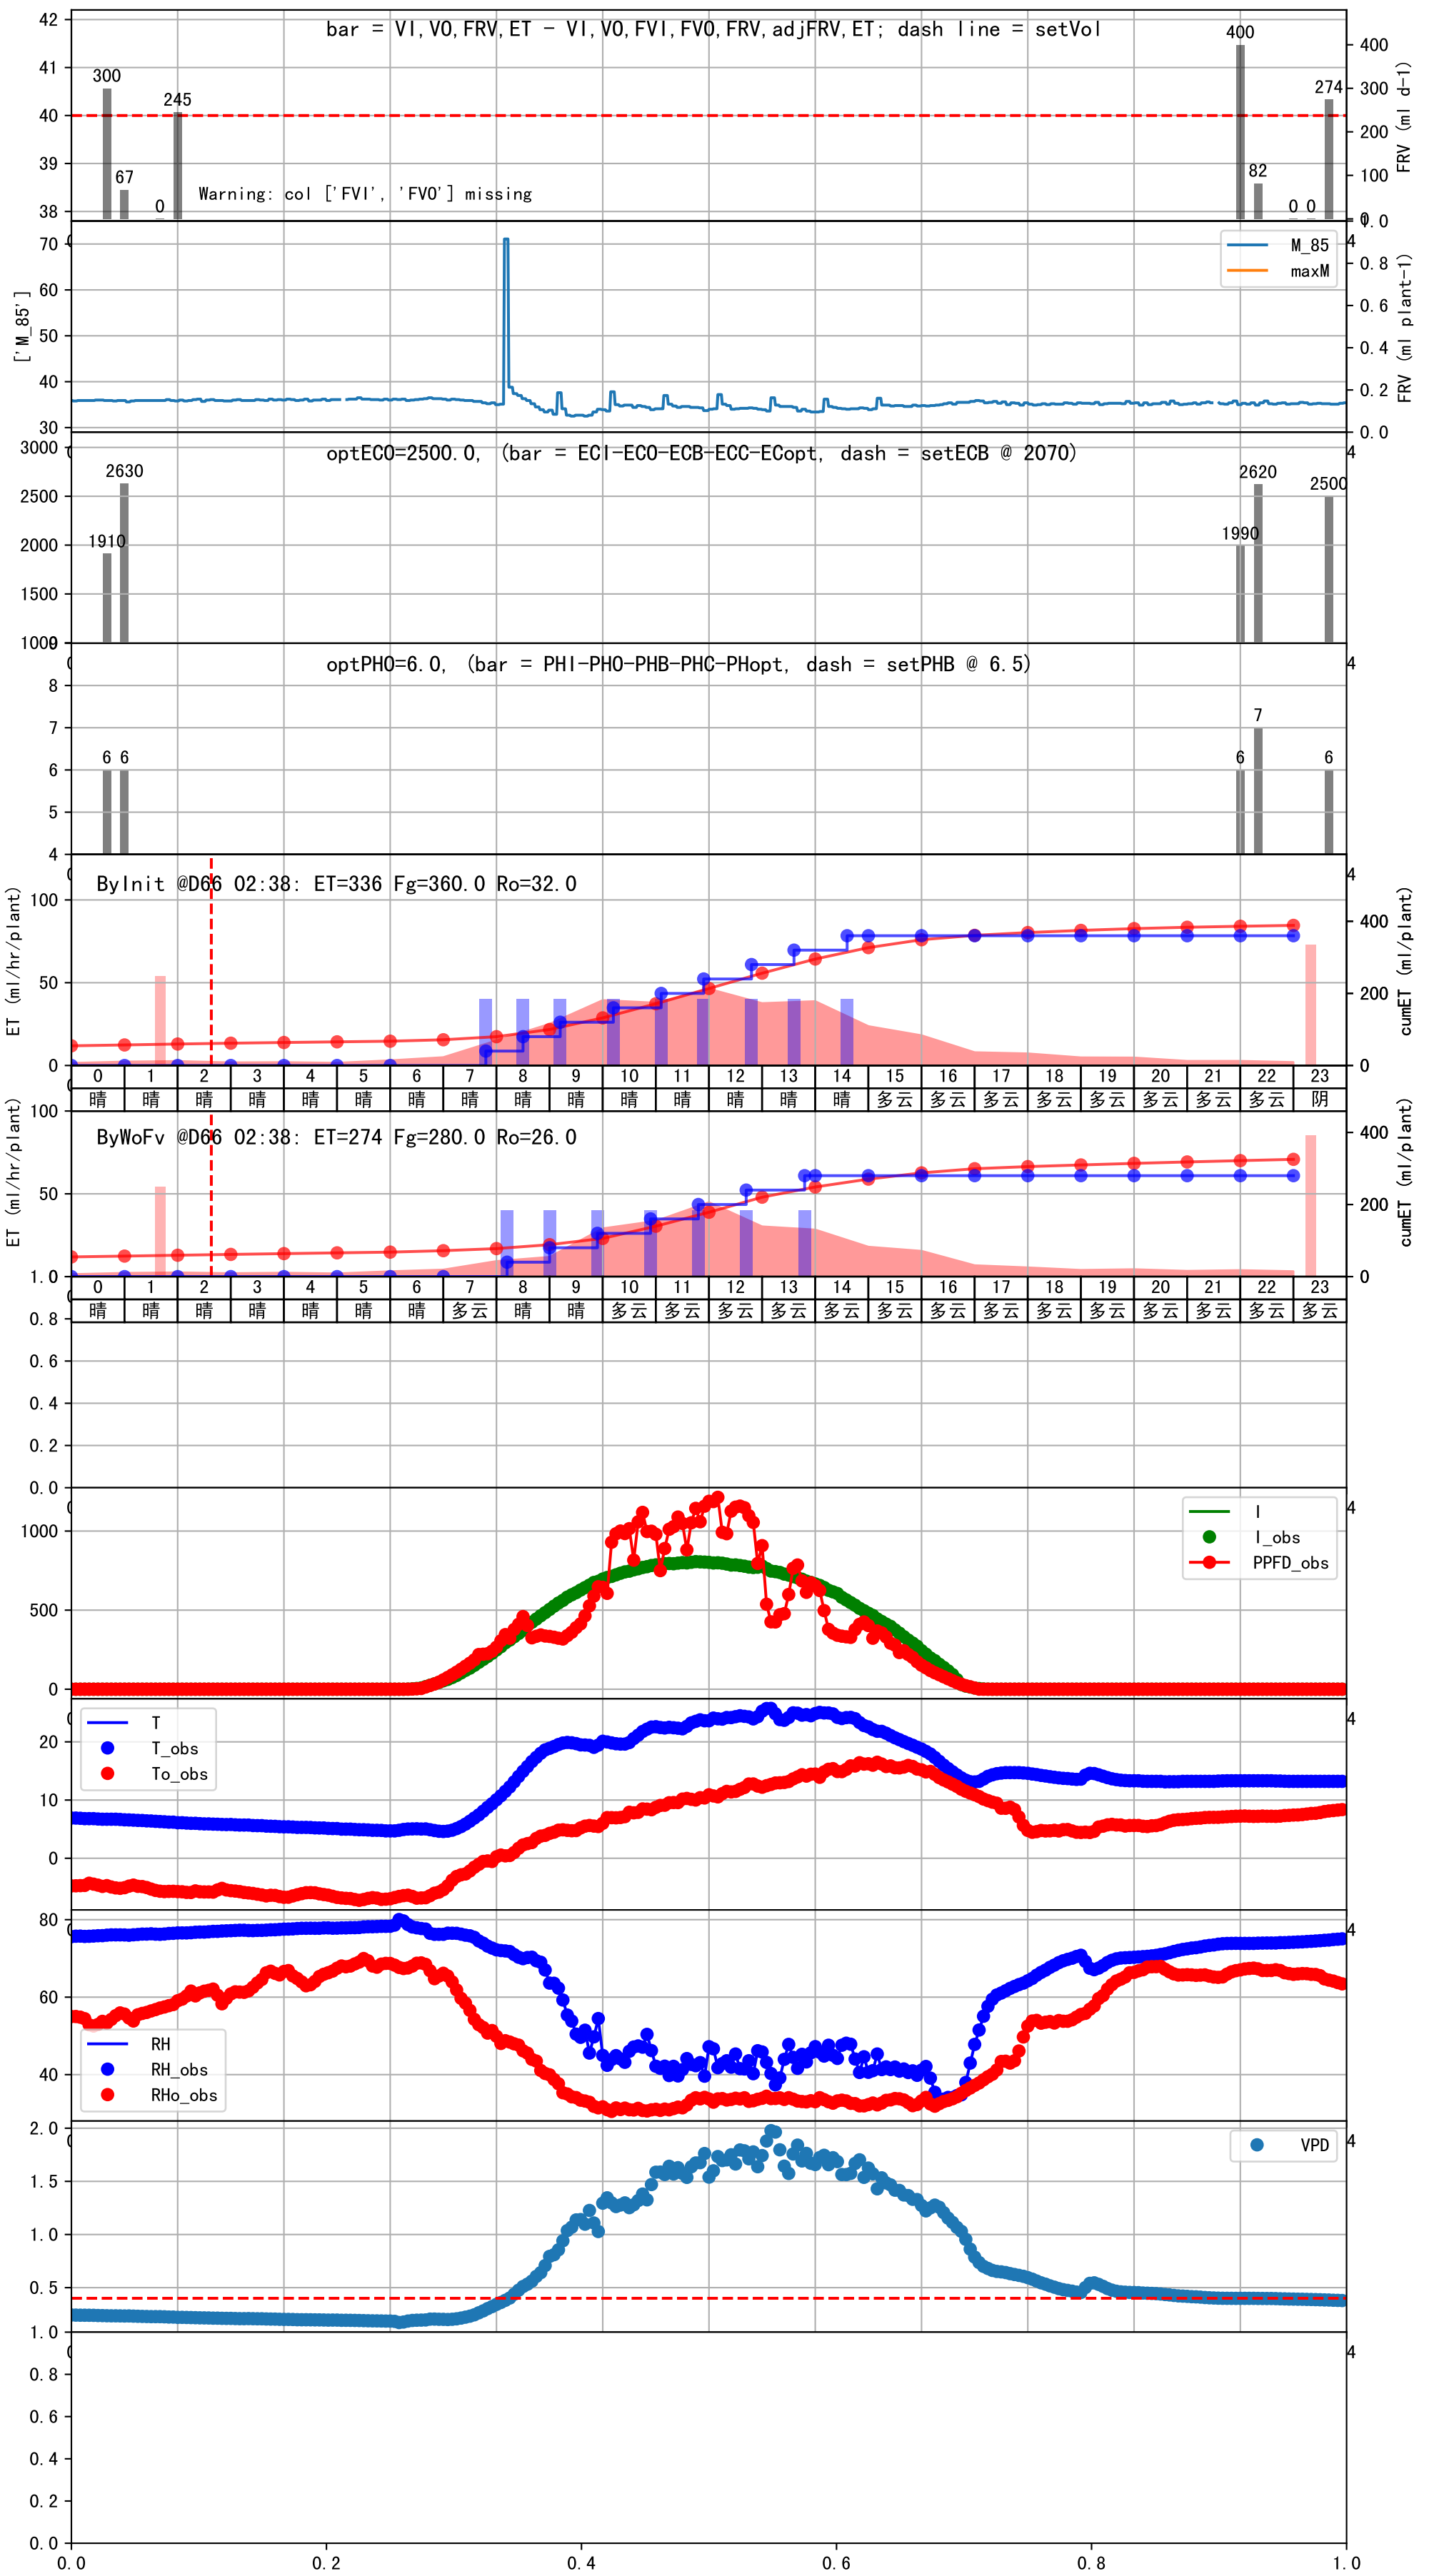 bar = VI,VO,FRV,ET - VI,VO,FVI,FVO,FRV,adjFRV,ET; dash line = setVol
42
41
40
39
38
300
67
0
245
400
82
0 0
274
Warning: col ['FVI', 'FVO'] missing
400
300
200
100
0
FRV (ml d-1)
['M_85']
70
60
50
40
30
M_85
maxM
1.0
0.8
0.6
0.4
0.2
0.0
FRV (ml plant-1)
optECO=2500.0, (bar = ECI-ECO-ECB-ECC-ECopt, dash = setECB @ 2070)
3000
2500
2000
1500
1000
1910
2630
1990
2620
2500
optPHO=6.0, (bar = PHI-PHO-PHB-PHC-PHopt, dash = setPHB @ 6.5)
9
8
7
6
5
4
6 6
6
7
6
ByInit @D66 02:38: ET=336 Fg=360.0 Ro=32.0
ET (ml/hr/plant)
100
50
0
400
200
0
cumET (ml/plant)
0 1 2 3 4 5 6 7 8 9 10 11 12 13 14 15 16 17 18 19 20 21 22 23
晴 晴 晴 晴 晴 晴 晴 晴 晴 晴 晴 晴 晴 晴 晴 多云 多云 多云 多云 多云 多云 多云 多云 阴
ByWoFv @D66 02:38: ET=274 Fg=280.0 Ro=26.0
ET (ml/hr/plant)
100
50
400
200
0
cumET (ml/plant)
0 1 2 3 4 5 6 7 8 9 10 11 12 13 14 15 16 17 18 19 20 21 22 23
晴 晴 晴 晴 晴 晴 晴 多云 晴 晴 多云 多云 多云 多云 多云 多云 多云 多云 多云 多云 多云 多云 多云 多云
1.0
0.8
0.6
0.4
0.2
0.0
1000
500
0
I
I_obs
PPFD_obs
20
10
0
T
T_obs
To_obs
80
60
40
RH
RH_obs
RHo_obs
2.0
1.5
1.0
0.5
VPD
1.0
0.8
0.6
0.4
0.2
0.0
0.0 0.2 0.4 0.6 0.8 1.0